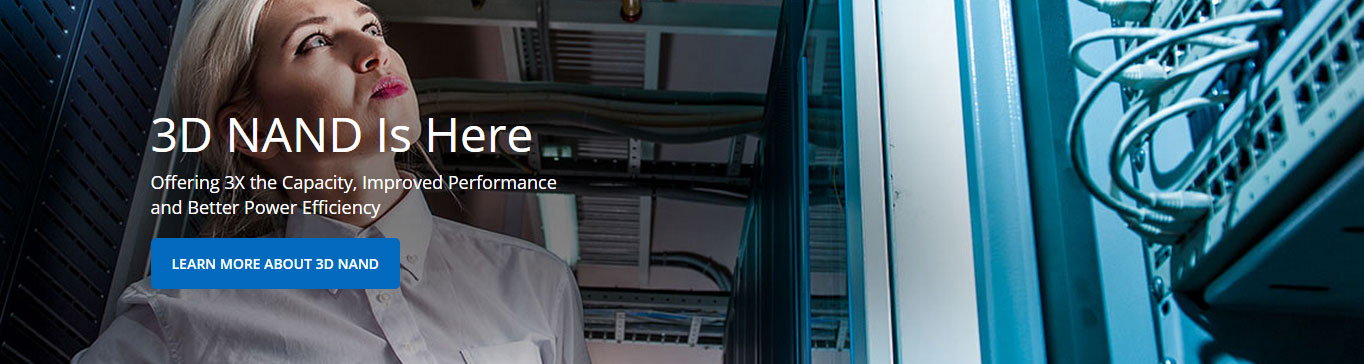 3D NAND Is Here
Offering 3X the Capacity, Improved Performance
and Better Power Efficiency
LEARN MORE ABOUT 3D NAND